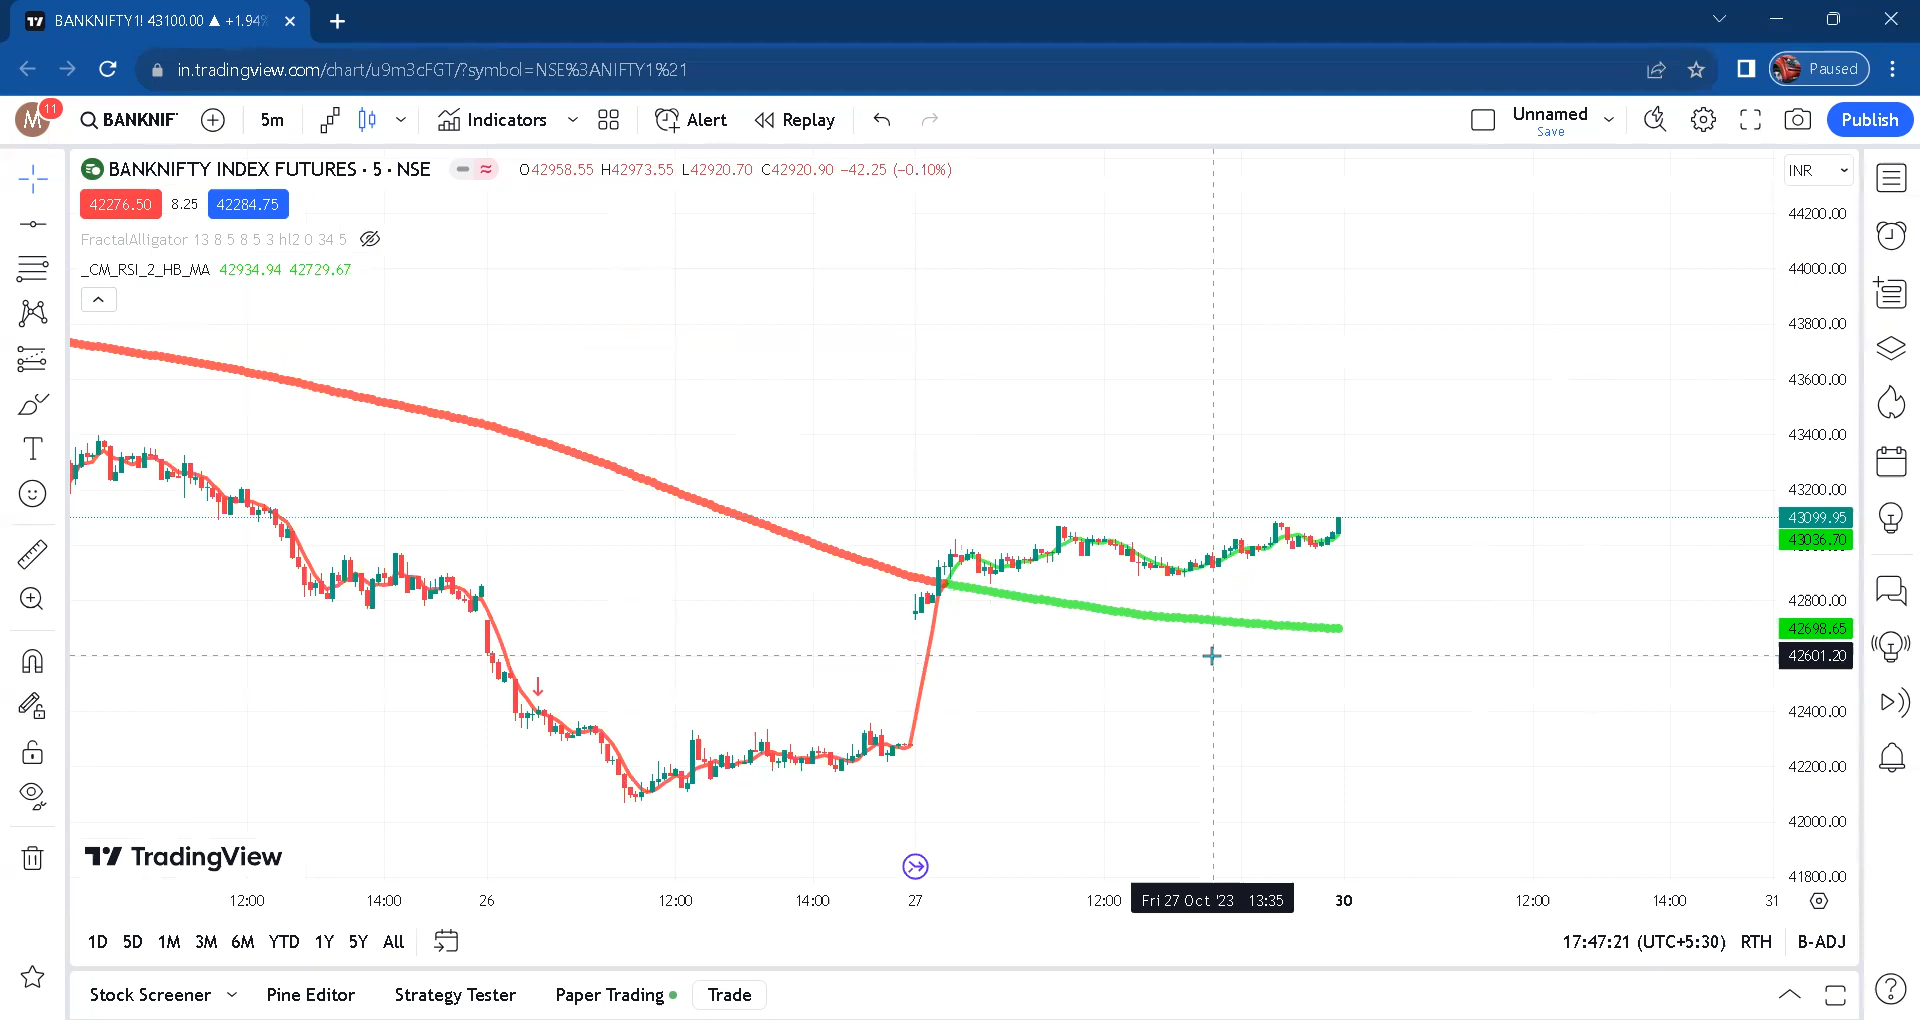 BANKNIFTY1! 43100.00 ▲ +1.94%
in.tradingview.com/chart/u9m3cFGT/?symbol=NSE%3ANIFTY1%21
Paused
M 11
BANKNIF
5m
Indicators
Alert
Replay
Unnamed
Save
Publish
BANKNIFTY INDEX FUTURES · 5 · NSE
O42958.55 H42973.55 L42920.70 C42920.90 −42.25 (−0.10%)
INR
42276.50 8.25 42284.75
FractalAlligator 13 8 5 8 5 3 hl2 0 34 5
_CM_RSI_2_HB_MA 42934.94 42729.67
44200.00
44000.00
43800.00
43600.00
43400.00
43200.00
43099.95
43036.70
42800.00
42698.65
42601.20
42400.00
42200.00
42000.00
41800.00
TradingView
12:00 14:00 26 12:00 14:00 27 12:00 Fri 27 Oct '23 13:35 30 12:00 14:00 31
1D 5D 1M 3M 6M YTD 1Y 5Y All
17:47:21 (UTC+5:30) RTH B-ADJ
Stock Screener Pine Editor Strategy Tester Paper Trading Trade